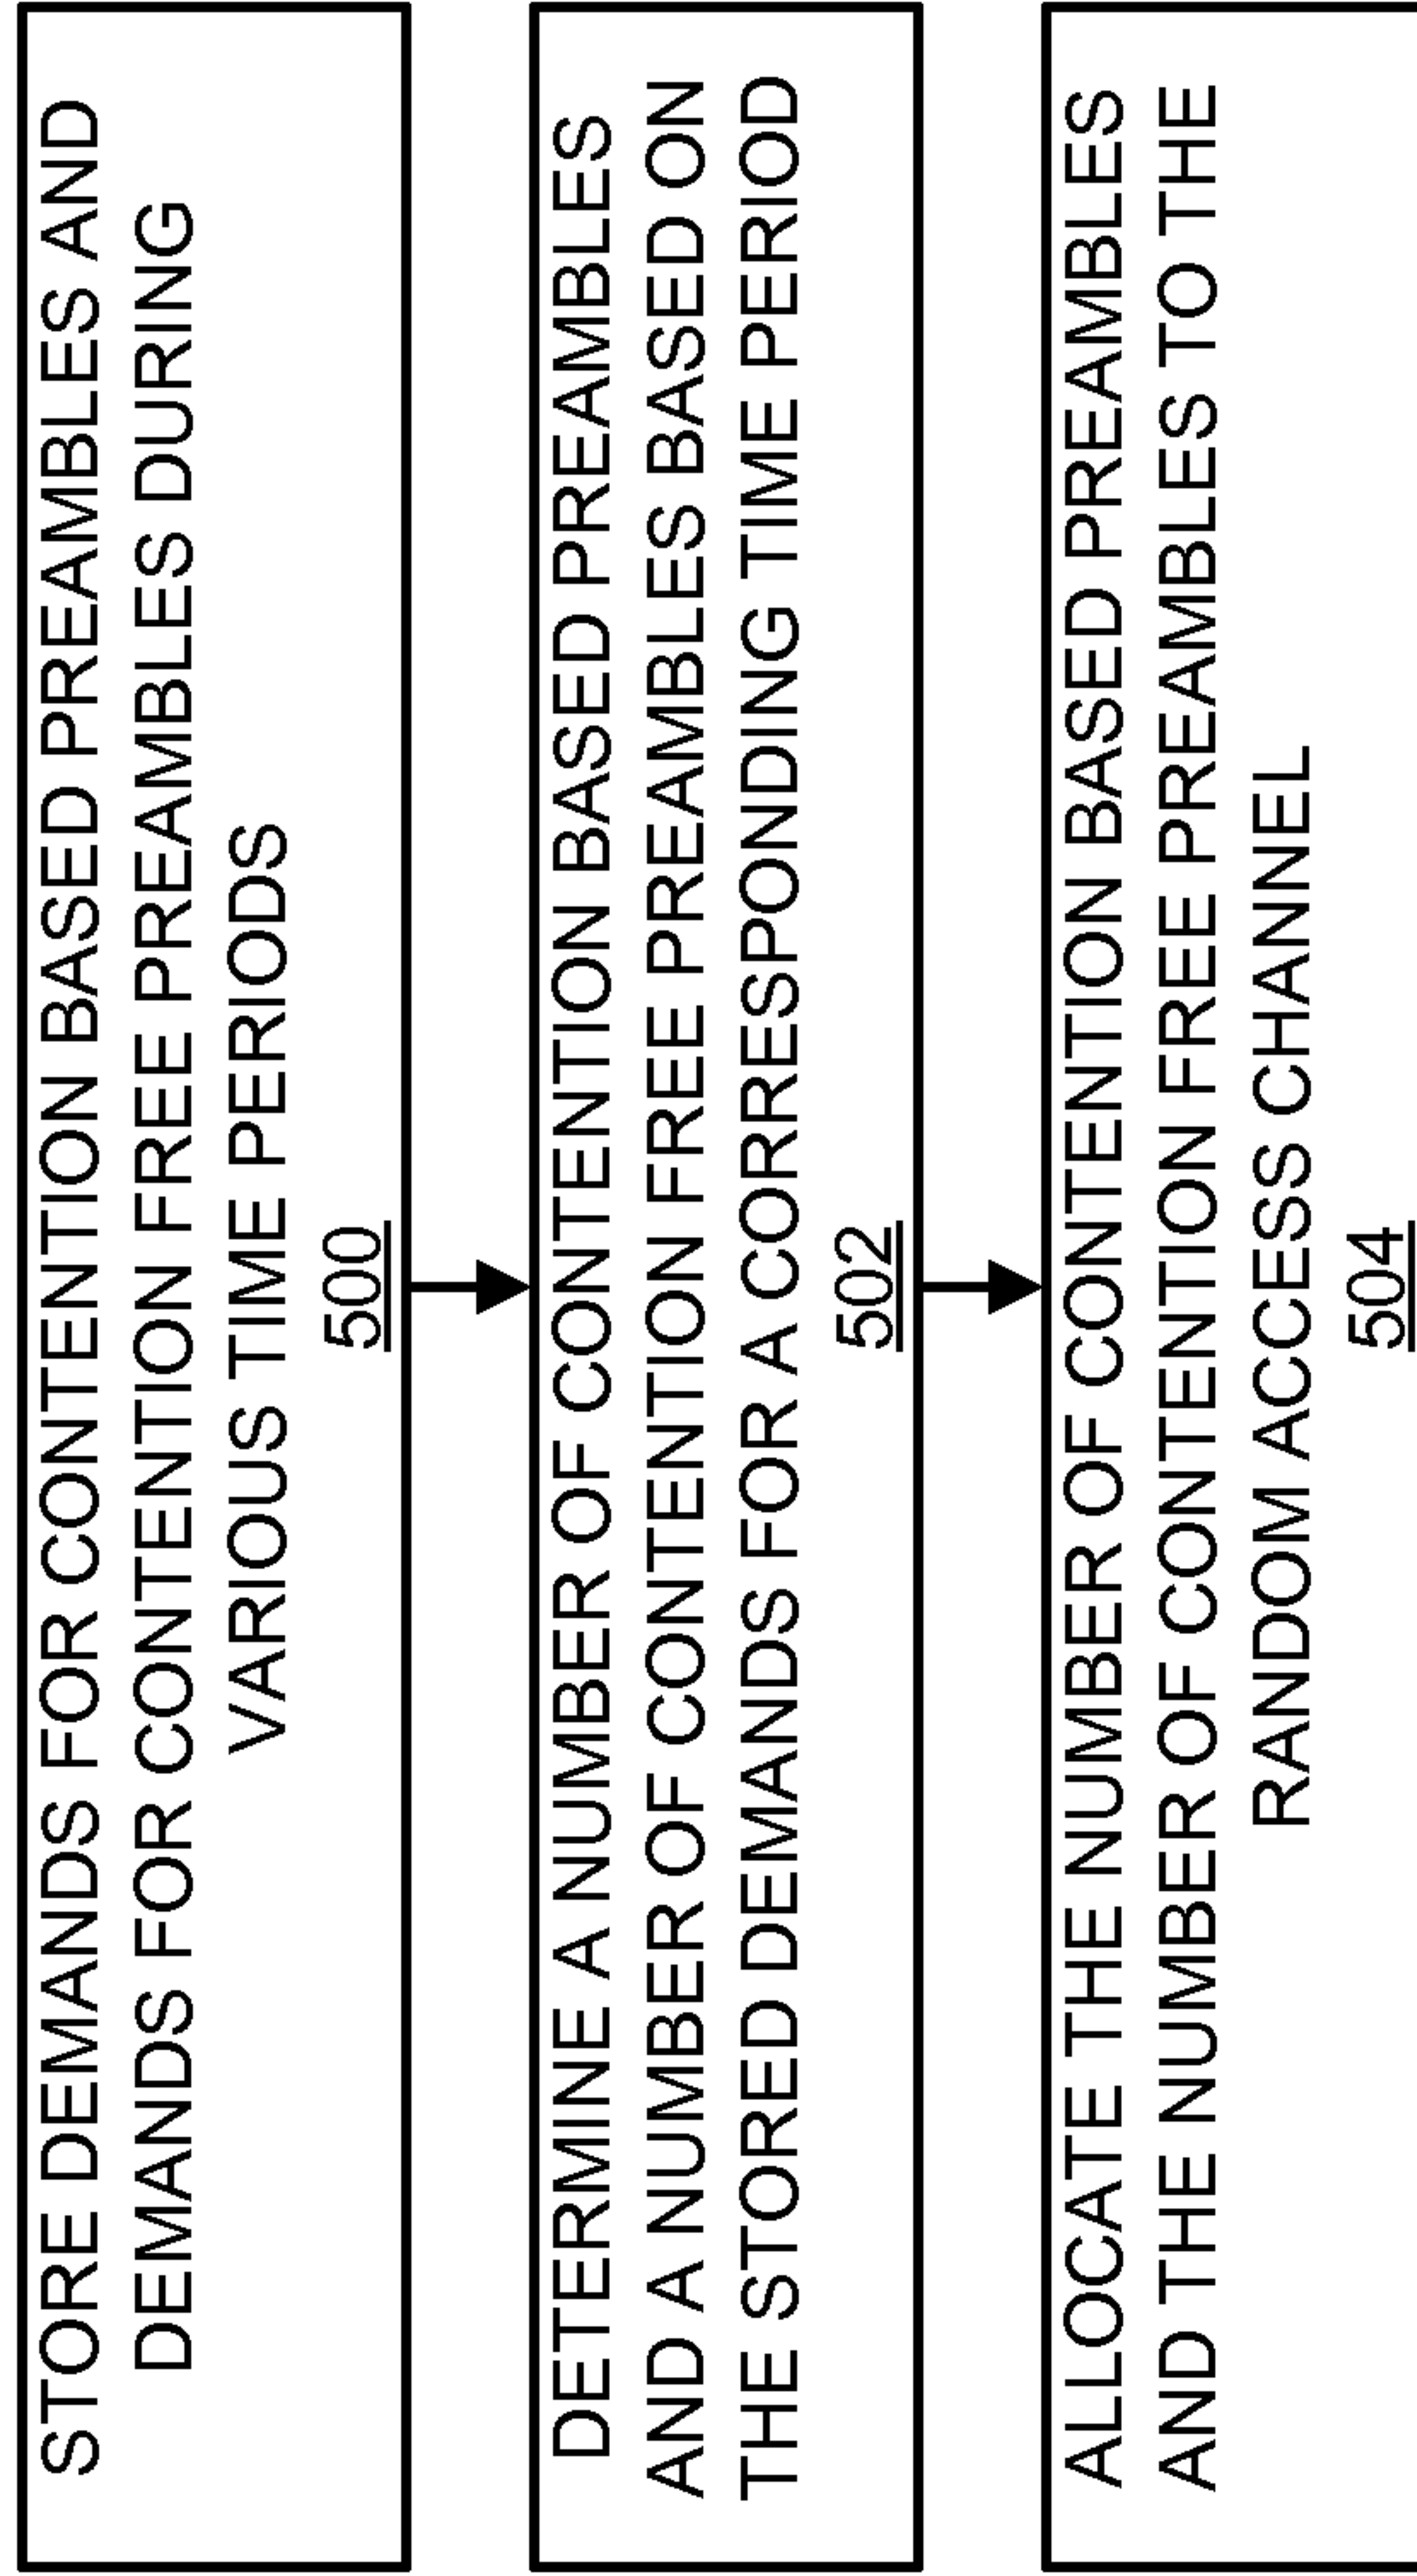 STORE DEMANDS FOR CONTENTION BASED PREAMBLES AND
DEMANDS FOR CONTENTION FREE PREAMBLES DURING
VARIOUS TIME PERIODS
500
DETERMINE A NUMBER OF CONTENTION BASED PREAMBLES
AND A NUMBER OF CONTENTION FREE PREAMBLES BASED ON
THE STORED DEMANDS FOR A CORRESPONDING TIME PERIOD
502
ALLOCATE THE NUMBER OF CONTENTION BASED PREAMBLES
AND THE NUMBER OF CONTENTION FREE PREAMBLES TO THE
RANDOM ACCESS CHANNEL
504